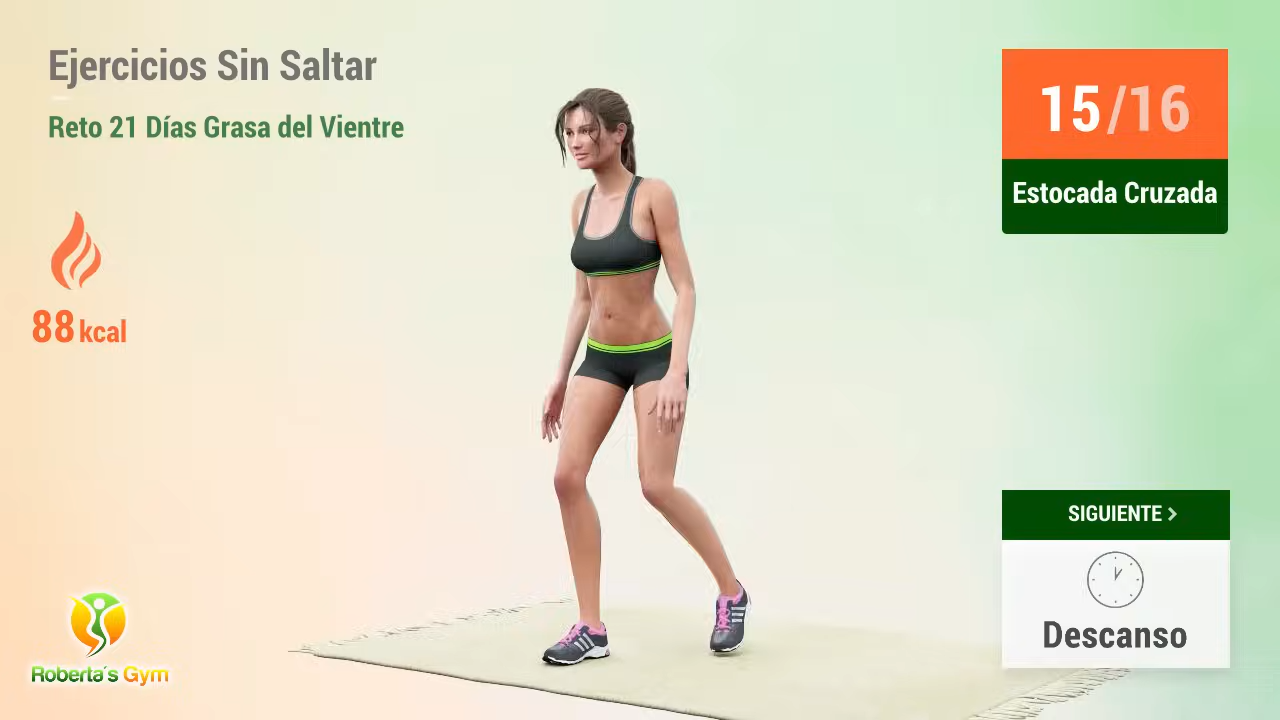 Ejercicios Sin Saltar
Reto 21 Días Grasa del Vientre
15/16
Estocada Cruzada
88 kcal
SIGUIENTE >
Descanso
Roberta´s Gym